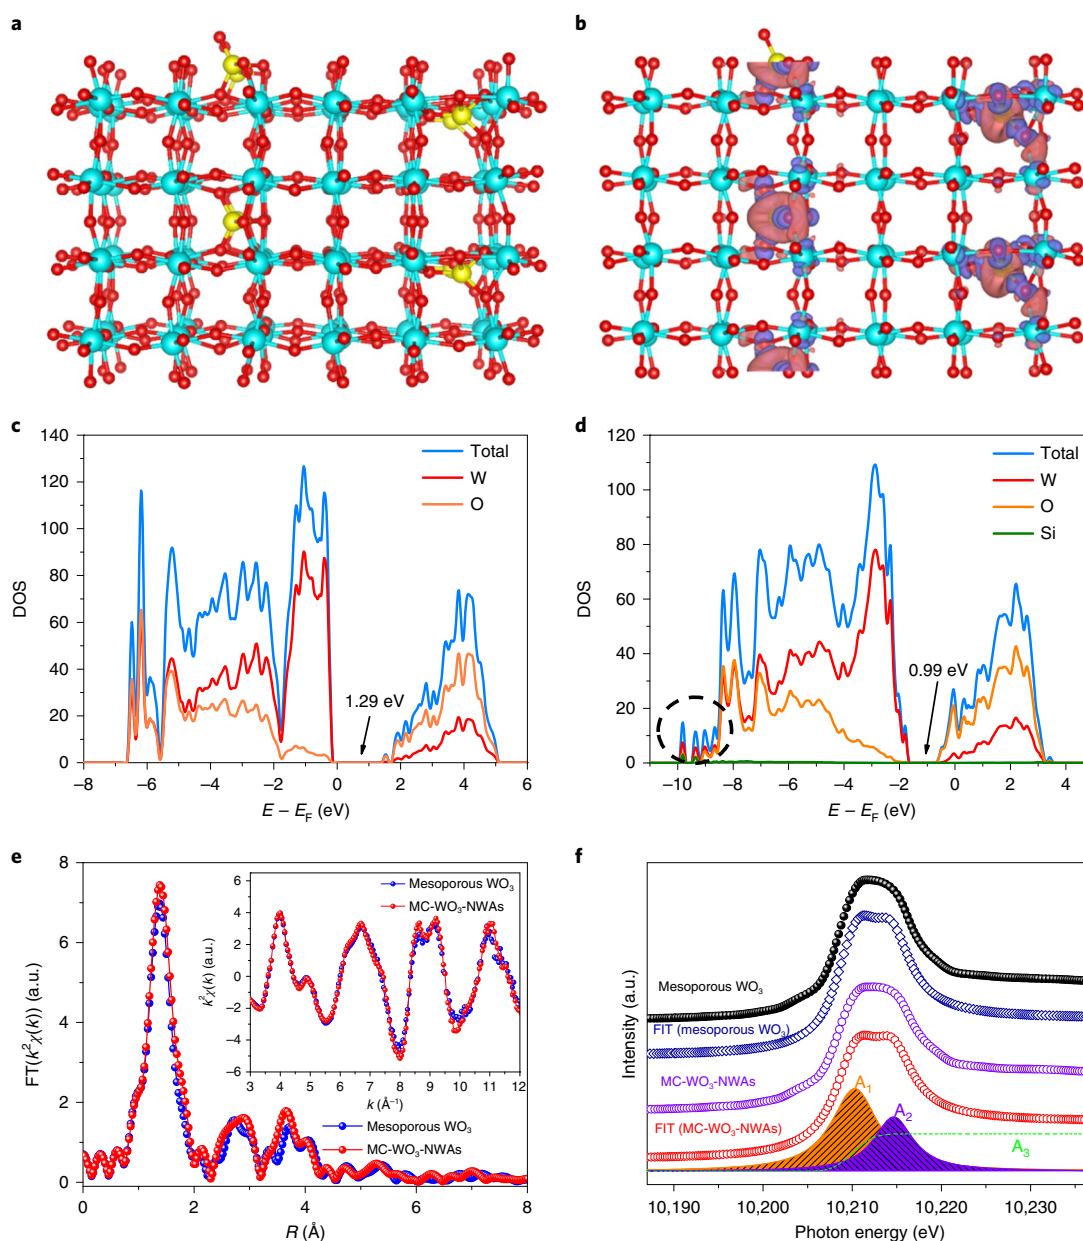 a
b
c
140
120
100
80
60
40
20
0
DOS
Total
W
O
1.29 eV
−8
−6
−4
−2
0
2
4
6
E − E_F (eV)
d
120
100
80
60
40
20
0
DOS
Total
W
O
Si
0.99 eV
−10
−8
−6
−4
−2
0
2
4
E − E_F (eV)
e
8
7
5
4
2
1
0
FT(k²χ(k)) (a.u.)
6
4
2
0
−2
−4
−6
k²χ(k) (a.u.)
Mesoporous WO₃
MC-WO₃-NWAs
3
4
5
6
7
8
9
10
11
12
k (Å⁻¹)
Mesoporous WO₃
MC-WO₃-NWAs
0
2
4
6
8
R (Å)
f
Intensity (a.u.)
Mesoporous WO₃
FIT (mesoporous WO₃)
MC-WO₃-NWAs
FIT (MC-WO₃-NWAs)
A₁
A₂
A₃
10,190
10,200
10,210
10,220
10,230
Photon energy (eV)